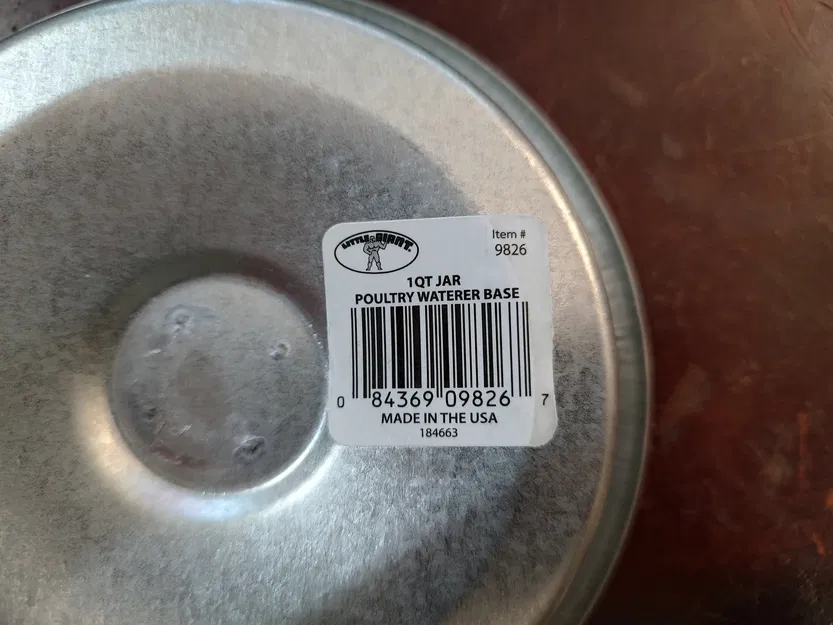 LITTLE GIANT.
Item #
9826
1QT JAR
POULTRY WATERER BASE
0 84369 09826 7
MADE IN THE USA
184663